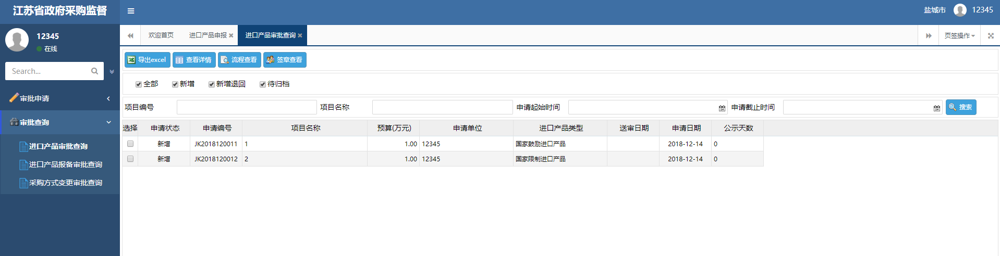 江苏省政府采购监督
盐城市 12345
12345
在线
Search...
审批申请
审批查询
进口产品审批查询
进口产品报备审批查询
采购方式变更审批查询
欢迎首页 进口产品申报 进口产品审批查询 页签操作
导出excel 查看详情 流程查看 签章查看
全部 新增 新增退回 待归档
项目编号 项目名称 申请起始时间 申请截止时间 搜索
选择 申请状态 申请编号 项目名称 预算(万元) 申请单位 进口产品类型 送审日期 申请日期 公示天数
新增 JK2018120011 1 1.00 12345 国家鼓励进口产品 2018-12-14 0
新增 JK2018120012 2 1.00 12345 国家限制进口产品 2018-12-14 0